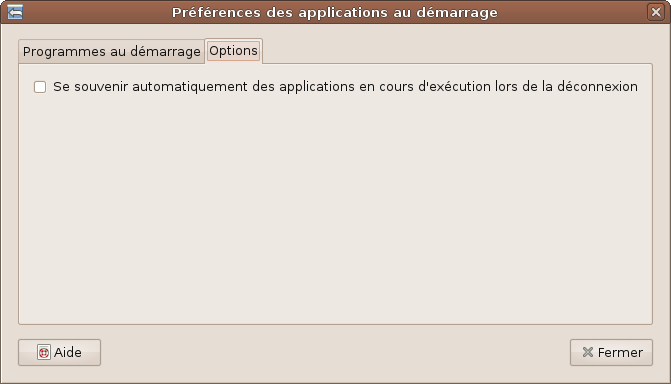 Préférences des applications au démarrage
Programmes au démarrage
Options
Se souvenir automatiquement des applications en cours d'exécution lors de la déconnexion
Aide
Fermer